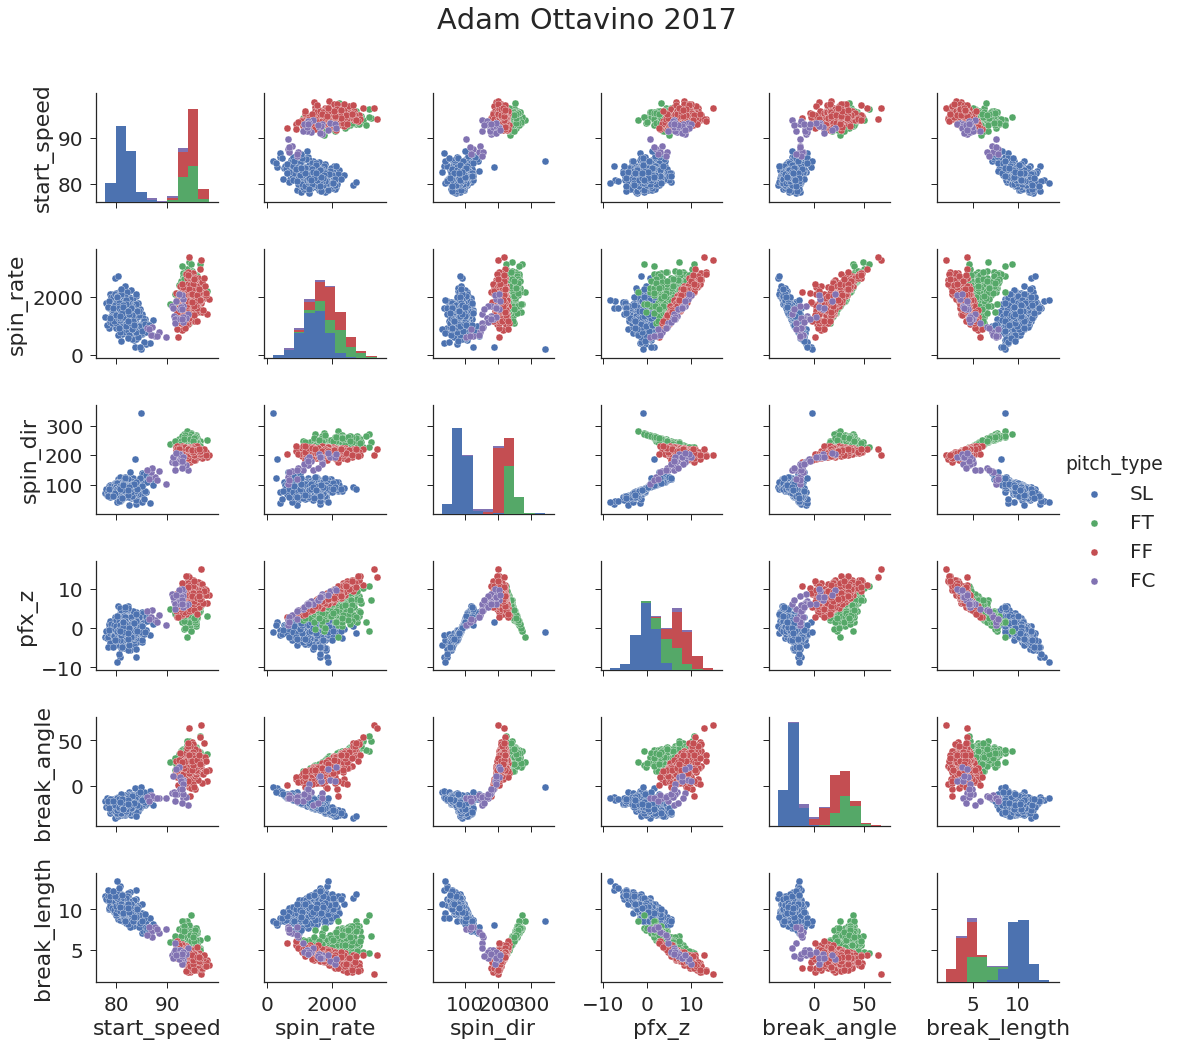 Adam Ottavino 2017
start_speed
90
80
spin_rate
2000
0
spin_dir
300
200
100
pitch_type
SL
FT
FF
FC
pfx_z
10
0
−10
break_angle
50
0
break_length
10
5
80 90
0 2000
100 200 300
−10 0 10
0 50
5 10
start_speed spin_rate spin_dir pfx_z break_angle break_length